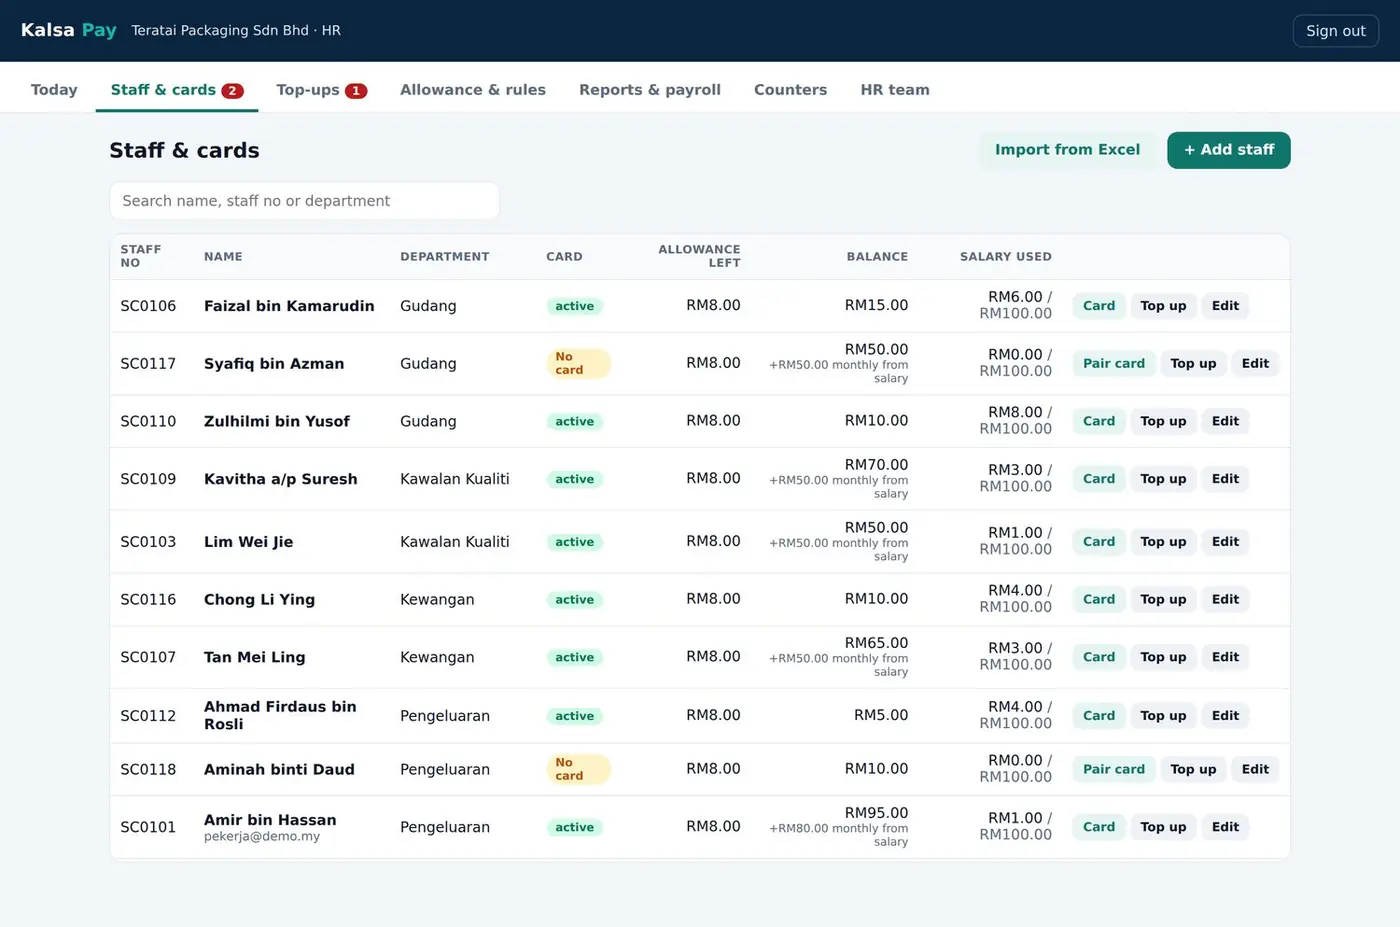 Kalsa Pay Teratai Packaging Sdn Bhd · HR Sign out
Today Staff & cards 2 Top-ups 1 Allowance & rules Reports & payroll Counters HR team
Staff & cards Import from Excel + Add staff
Search name, staff no or department
STAFF NO NAME DEPARTMENT CARD ALLOWANCE LEFT BALANCE SALARY USED
SC0106 Faizal bin Kamarudin Gudang active RM8.00 RM15.00 RM6.00 / RM100.00 Card Top up Edit
SC0117 Syafiq bin Azman Gudang No card RM8.00 RM50.00 +RM50.00 monthly from salary RM0.00 / RM100.00 Pair card Top up Edit
SC0110 Zulhilmi bin Yusof Gudang active RM8.00 RM10.00 RM8.00 / RM100.00 Card Top up Edit
SC0109 Kavitha a/p Suresh Kawalan Kualiti active RM8.00 RM70.00 +RM50.00 monthly from salary RM3.00 / RM100.00 Card Top up Edit
SC0103 Lim Wei Jie Kawalan Kualiti active RM8.00 RM50.00 +RM50.00 monthly from salary RM1.00 / RM100.00 Card Top up Edit
SC0116 Chong Li Ying Kewangan active RM8.00 RM10.00 RM4.00 / RM100.00 Card Top up Edit
SC0107 Tan Mei Ling Kewangan active RM8.00 RM65.00 +RM50.00 monthly from salary RM3.00 / RM100.00 Card Top up Edit
SC0112 Ahmad Firdaus bin Rosli Pengeluaran active RM8.00 RM5.00 RM4.00 / RM100.00 Card Top up Edit
SC0118 Aminah binti Daud Pengeluaran No card RM8.00 RM10.00 RM0.00 / RM100.00 Pair card Top up Edit
SC0101 Amir bin Hassan pekerja@demo.my Pengeluaran active RM8.00 RM95.00 +RM80.00 monthly from salary RM1.00 / RM100.00 Card Top up Edit